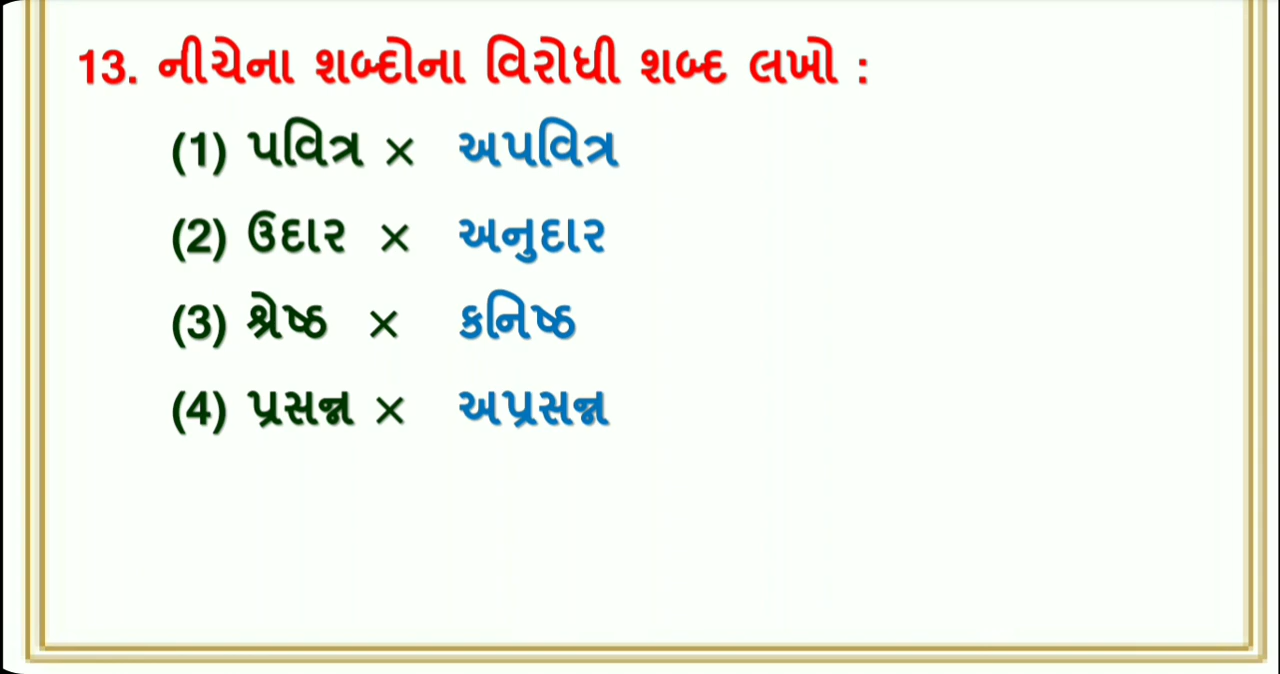 13. નીચેના શબ્દોના વિરોધી શબ્દ લખો :
(1) પવિત્ર × અપવિત્ર
(2) ઉદાર × અનુદાર
(3) શ્રેષ્ઠ × કનિષ્ઠ
(4) પ્રસન્ન × અપ્રસન્ન